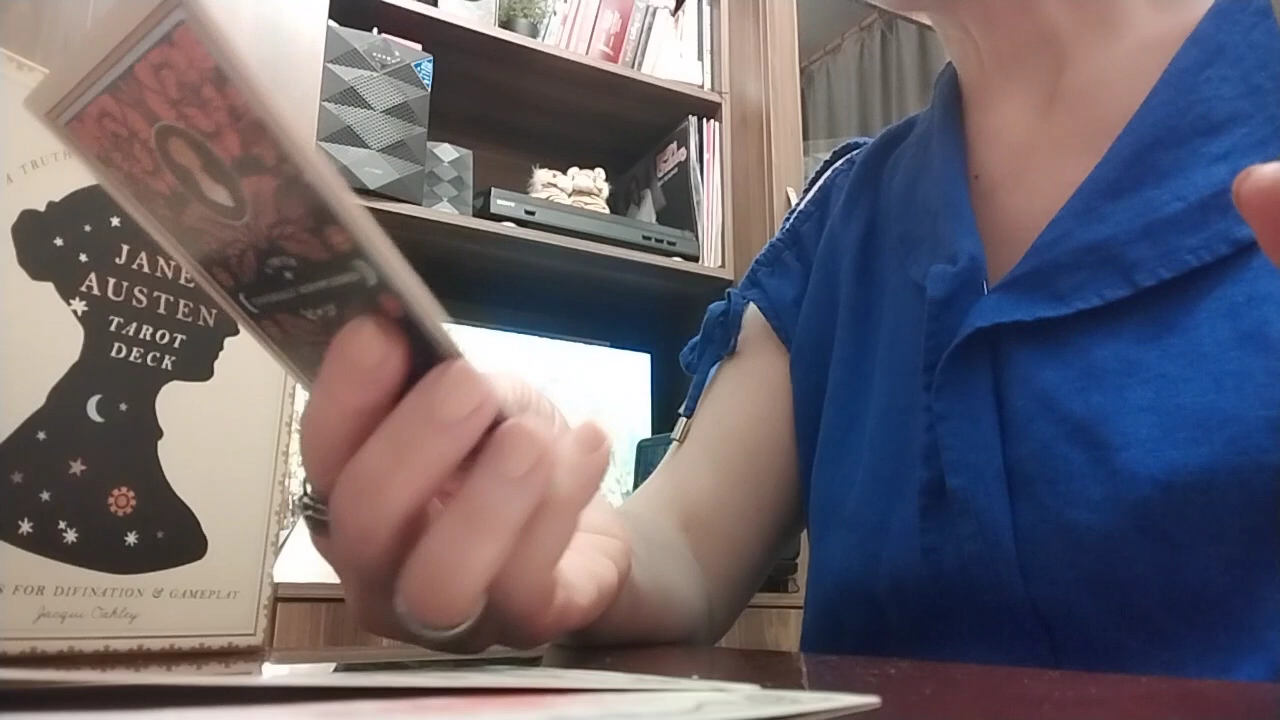 A TRUTH
JANE
AUSTEN
TAROT
DECK
S FOR DIVINATION & GAMEPLAY
Jacqui Oakley